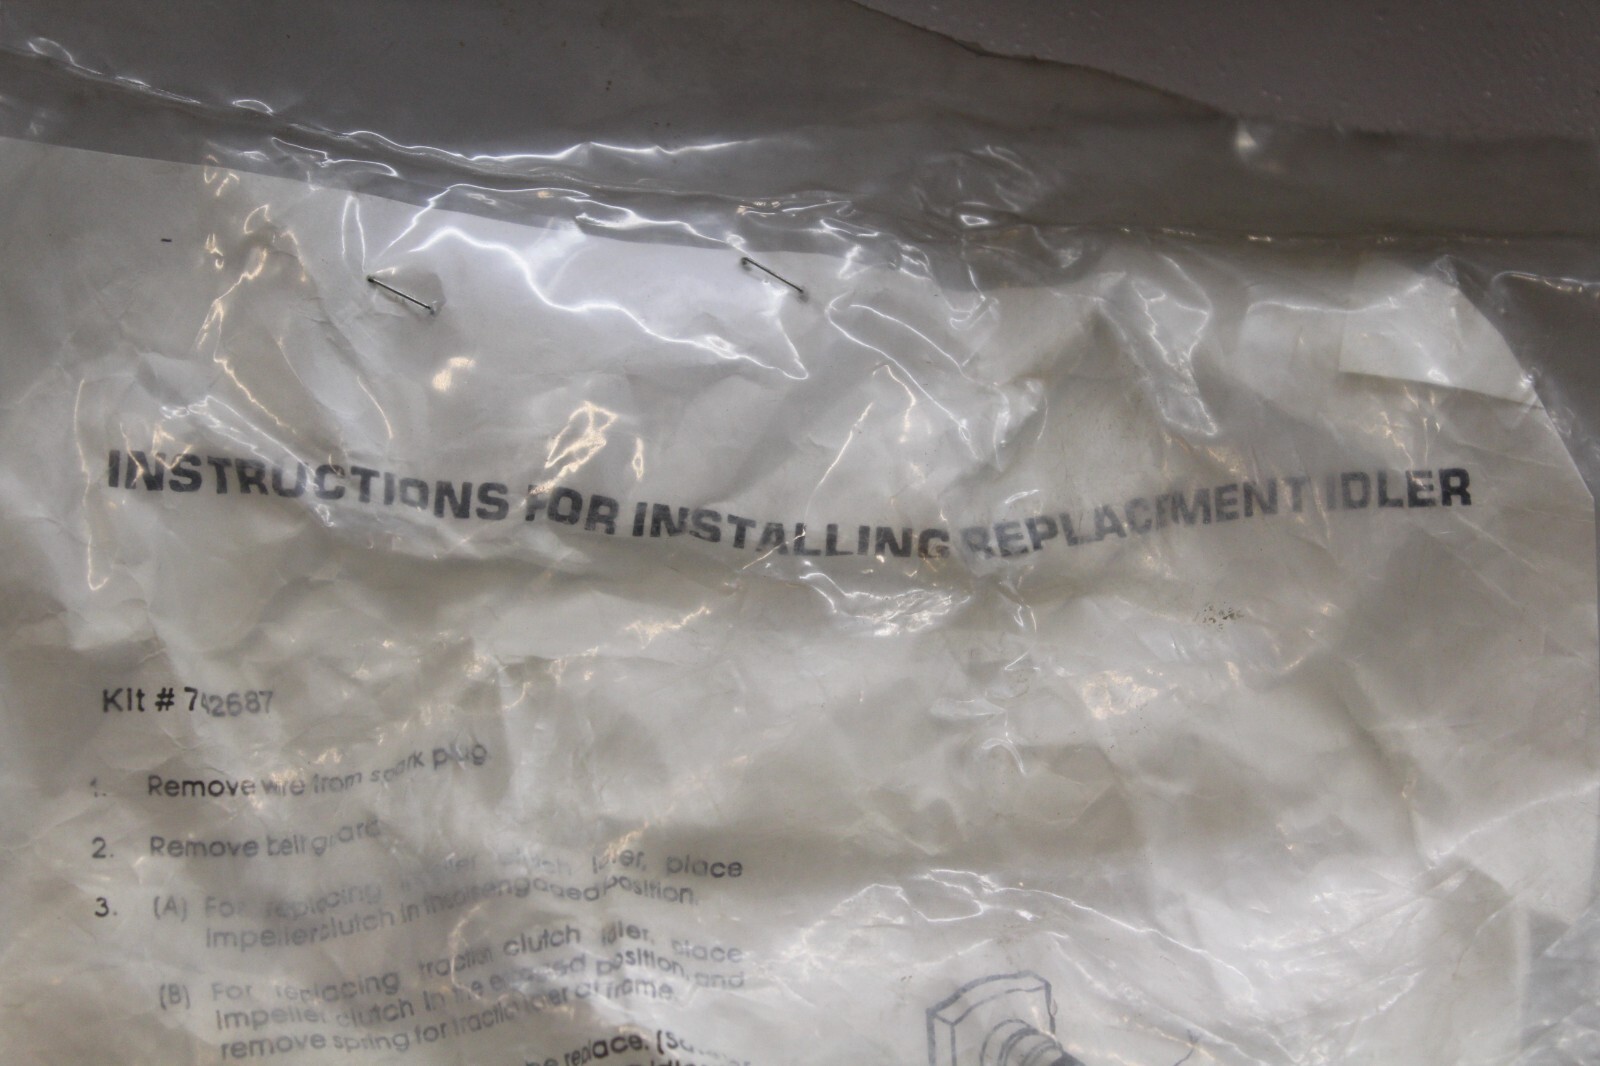 INSTRUCTIONS FOR INSTALLING REPLACEMENT IDLER
Kit # 742687
1. Remove wire from spark plug.
2. Remove belt guard
3. (A) For replacing clutch idler, place
impeller clutch in the disengaged position.
(B) For replacing traction clutch idler, place
impeller clutch in the position, and
remove spring for traction idler at frame
replace.